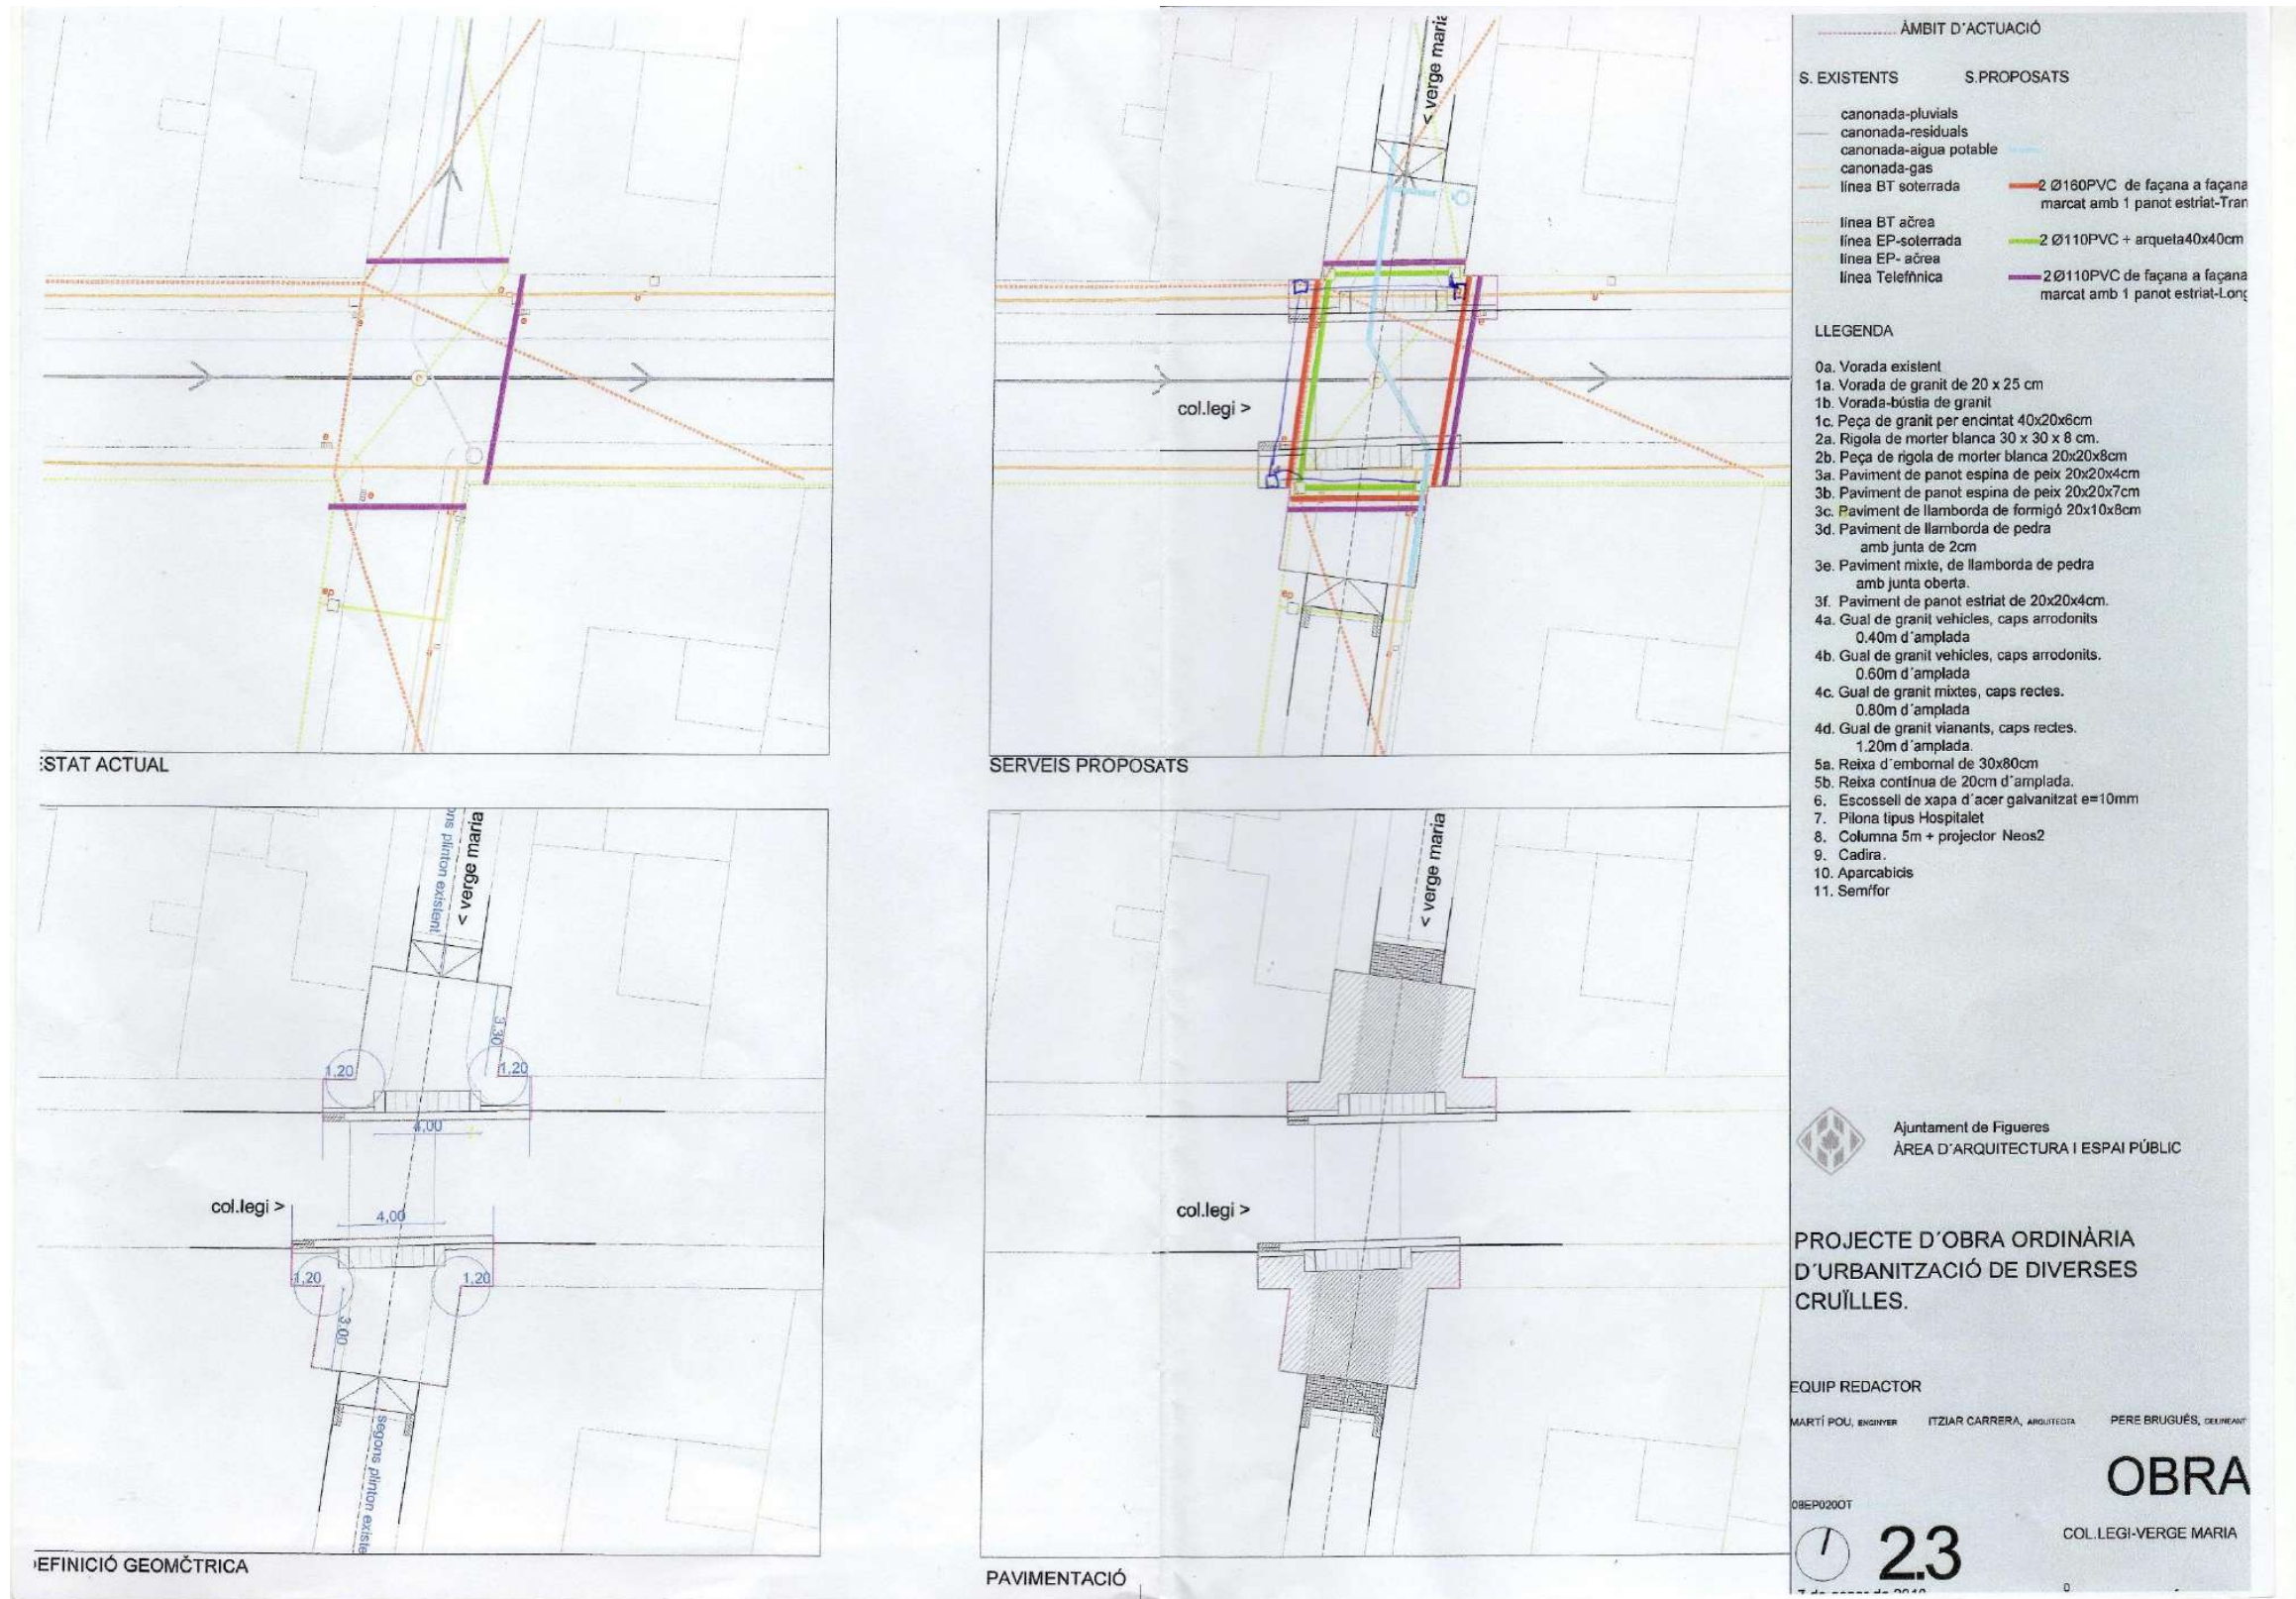 < verge maria
col.legi >
ep
ESTAT ACTUAL
SERVEIS PROPOSATS
ons plinton existent
< verge maria
3,30
1,20
1,20
4,00
col.legi >
4,00
1,20
1,20
3,00
segons plinton existe
EFINICIÓ GEOMČTRICA
< verge maria
col.legi >
PAVIMENTACIÓ
ÀMBIT D'ACTUACIÓ
S. EXISTENTS S.PROPOSATS
canonada-pluvials
canonada-residuals
canonada-aigua potable
canonada-gas
línea BT soterrada
2 Ø160PVC de façana a façana
marcat amb 1 panot estriat-Tran
línea BT ačrea
línea EP-soterrada
2 Ø110PVC + arqueta40x40cm
línea EP- ačrea
línea Telefňnica
2Ø110PVC de façana a façana
marcat amb 1 panot estriat-Long
LLEGENDA
0a. Vorada existent
1a. Vorada de granit de 20 x 25 cm
1b. Vorada-bústia de granit
1c. Peça de granit per encintat 40x20x6cm
2a. Rigola de morter blanca 30 x 30 x 8 cm.
2b. Peça de rigola de morter blanca 20x20x8cm
3a. Paviment de panot espina de peix 20x20x4cm
3b. Paviment de panot espina de peix 20x20x7cm
3c. Paviment de llamborda de formigó 20x10x8cm
3d. Paviment de llamborda de pedra
amb junta de 2cm
3e. Paviment mixte, de llamborda de pedra
amb junta oberta.
3f. Paviment de panot estriat de 20x20x4cm.
4a. Gual de granit vehicles, caps arrodonits
0.40m d'amplada
4b. Gual de granit vehicles, caps arrodonits.
0.60m d'amplada
4c. Gual de granit mixtes, caps rectes.
0.80m d'amplada
4d. Gual de granit vianants, caps rectes.
1.20m d'amplada.
5a. Reixa d'embornal de 30x80cm
5b. Reixa contínua de 20cm d'amplada.
6. Escossell de xapa d'acer galvanitzat e=10mm
7. Pilona tipus Hospitalet
8. Columna 5m + projector Neos2
9. Cadira.
10. Aparcabicis
11. Semŕfor
Ajuntament de Figueres
ÀREA D'ARQUITECTURA I ESPAI PÚBLIC
PROJECTE D'OBRA ORDINÀRIA
D'URBANITZACIÓ DE DIVERSES
CRUÏLLES.
EQUIP REDACTOR
MARTÍ POU, ENGINYER ITZIAR CARRERA, ARQUITECTA PERE BRUGUÉS, DELINEANT
OBRA
08EP020OT
2.3
COL.LEGI-VERGE MARIA
0